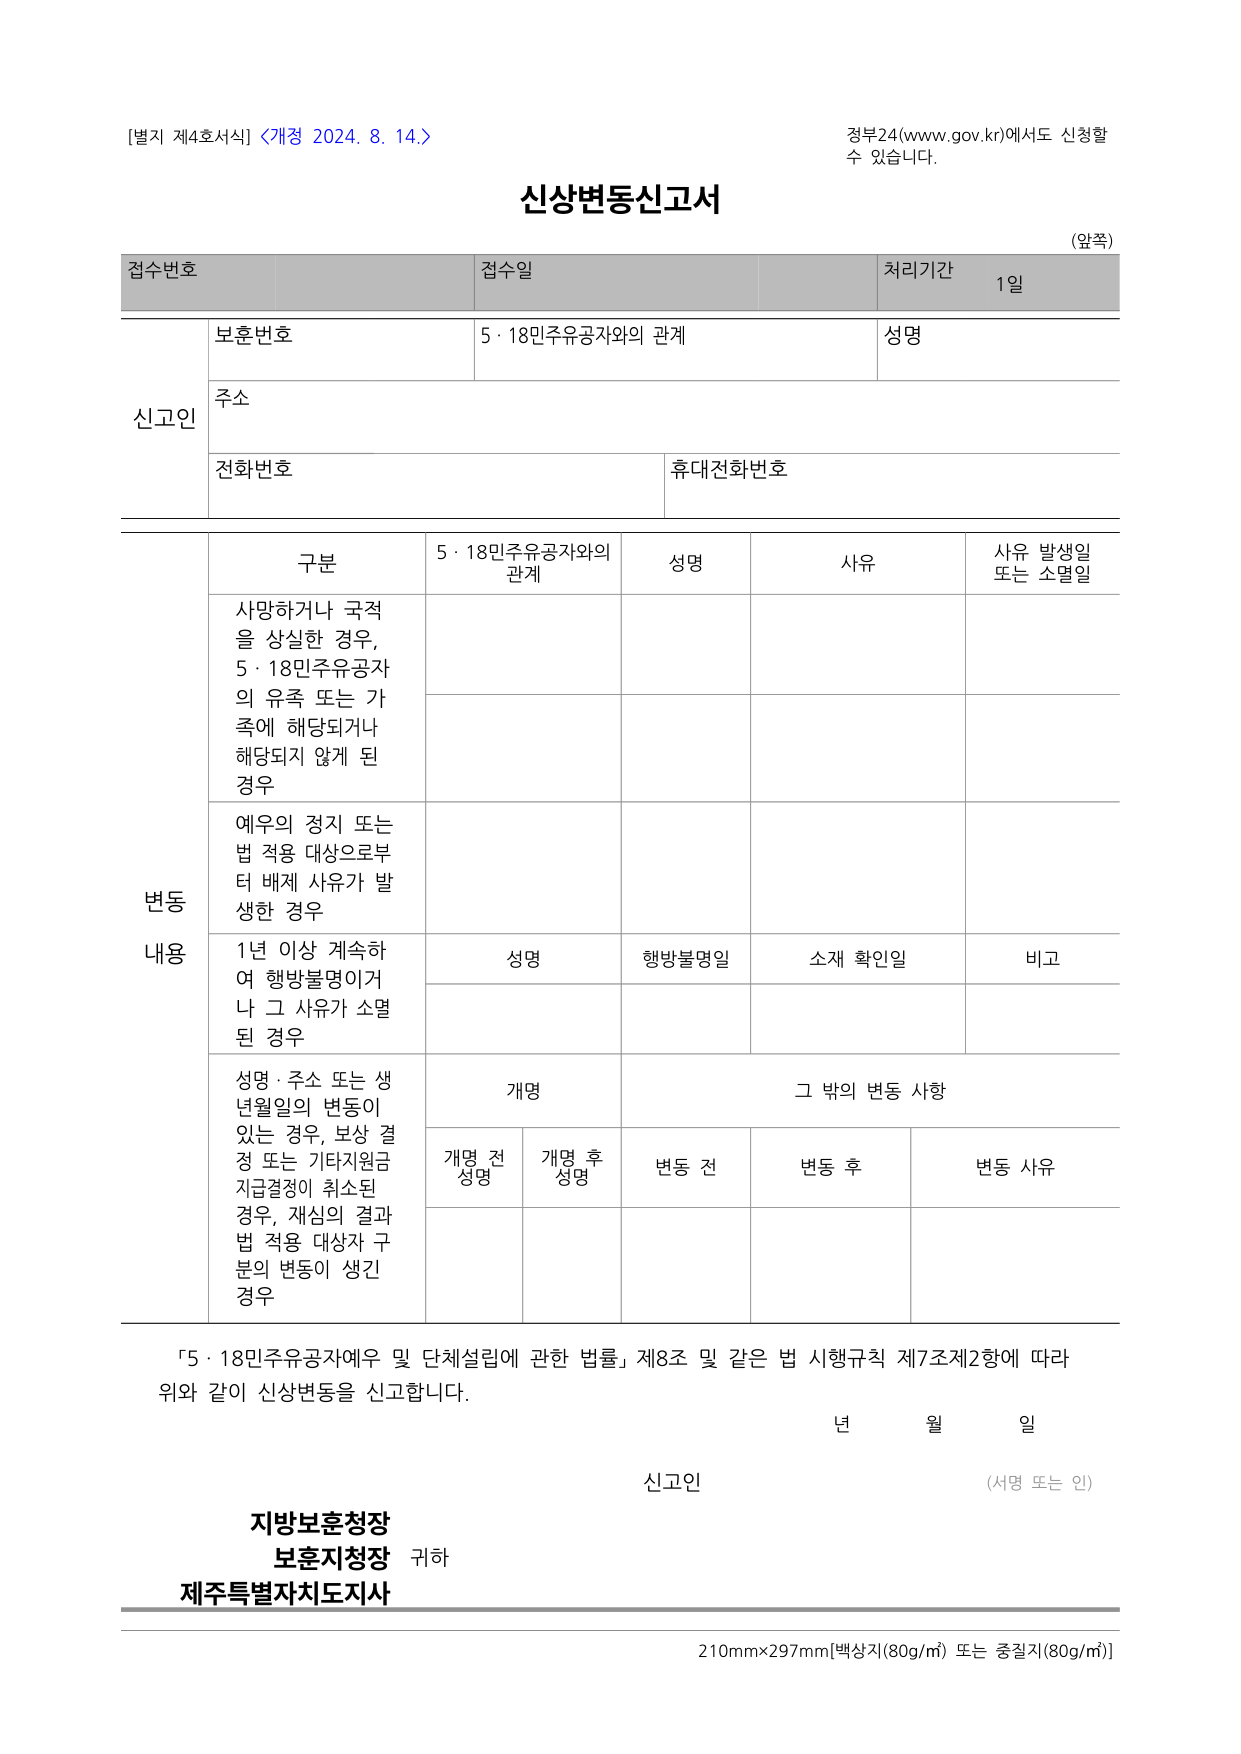 [별지 제4호서식] <개정 2024. 8. 14.>
정부24(www.gov.kr)에서도 신청할
수 있습니다.
신상변동신고서
(앞쪽)
접수번호
접수일
처리기간
1일
신고인
보훈번호
5ㆍ18민주유공자와의 관계
성명
주소
전화번호
휴대전화번호
변동
내용
구분
5ㆍ18민주유공자와의
관계
성명
사유
사유 발생일
또는 소멸일
사망하거나 국적
을 상실한 경우,
5ㆍ18민주유공자
의 유족 또는 가
족에 해당되거나
해당되지 않게 된
경우
예우의 정지 또는
법 적용 대상으로부
터 배제 사유가 발
생한 경우
1년 이상 계속하
여 행방불명이거
나 그 사유가 소멸
된 경우
성명
행방불명일
소재 확인일
비고
성명ㆍ주소 또는 생
년월일의 변동이
있는 경우, 보상 결
정 또는 기타지원금
지급결정이 취소된
경우, 재심의 결과
법 적용 대상자 구
분의 변동이 생긴
경우
개명
그 밖의 변동 사항
개명 전
성명
개명 후
성명
변동 전
변동 후
변동 사유
「5ㆍ18민주유공자예우 및 단체설립에 관한 법률」 제8조 및 같은 법 시행규칙 제7조제2항에 따라
위와 같이 신상변동을 신고합니다.
년 월 일
신고인
(서명 또는 인)
지방보훈청장
보훈지청장 귀하
제주특별자치도지사
210mm×297mm[백상지(80g/㎡) 또는 중질지(80g/㎡)]